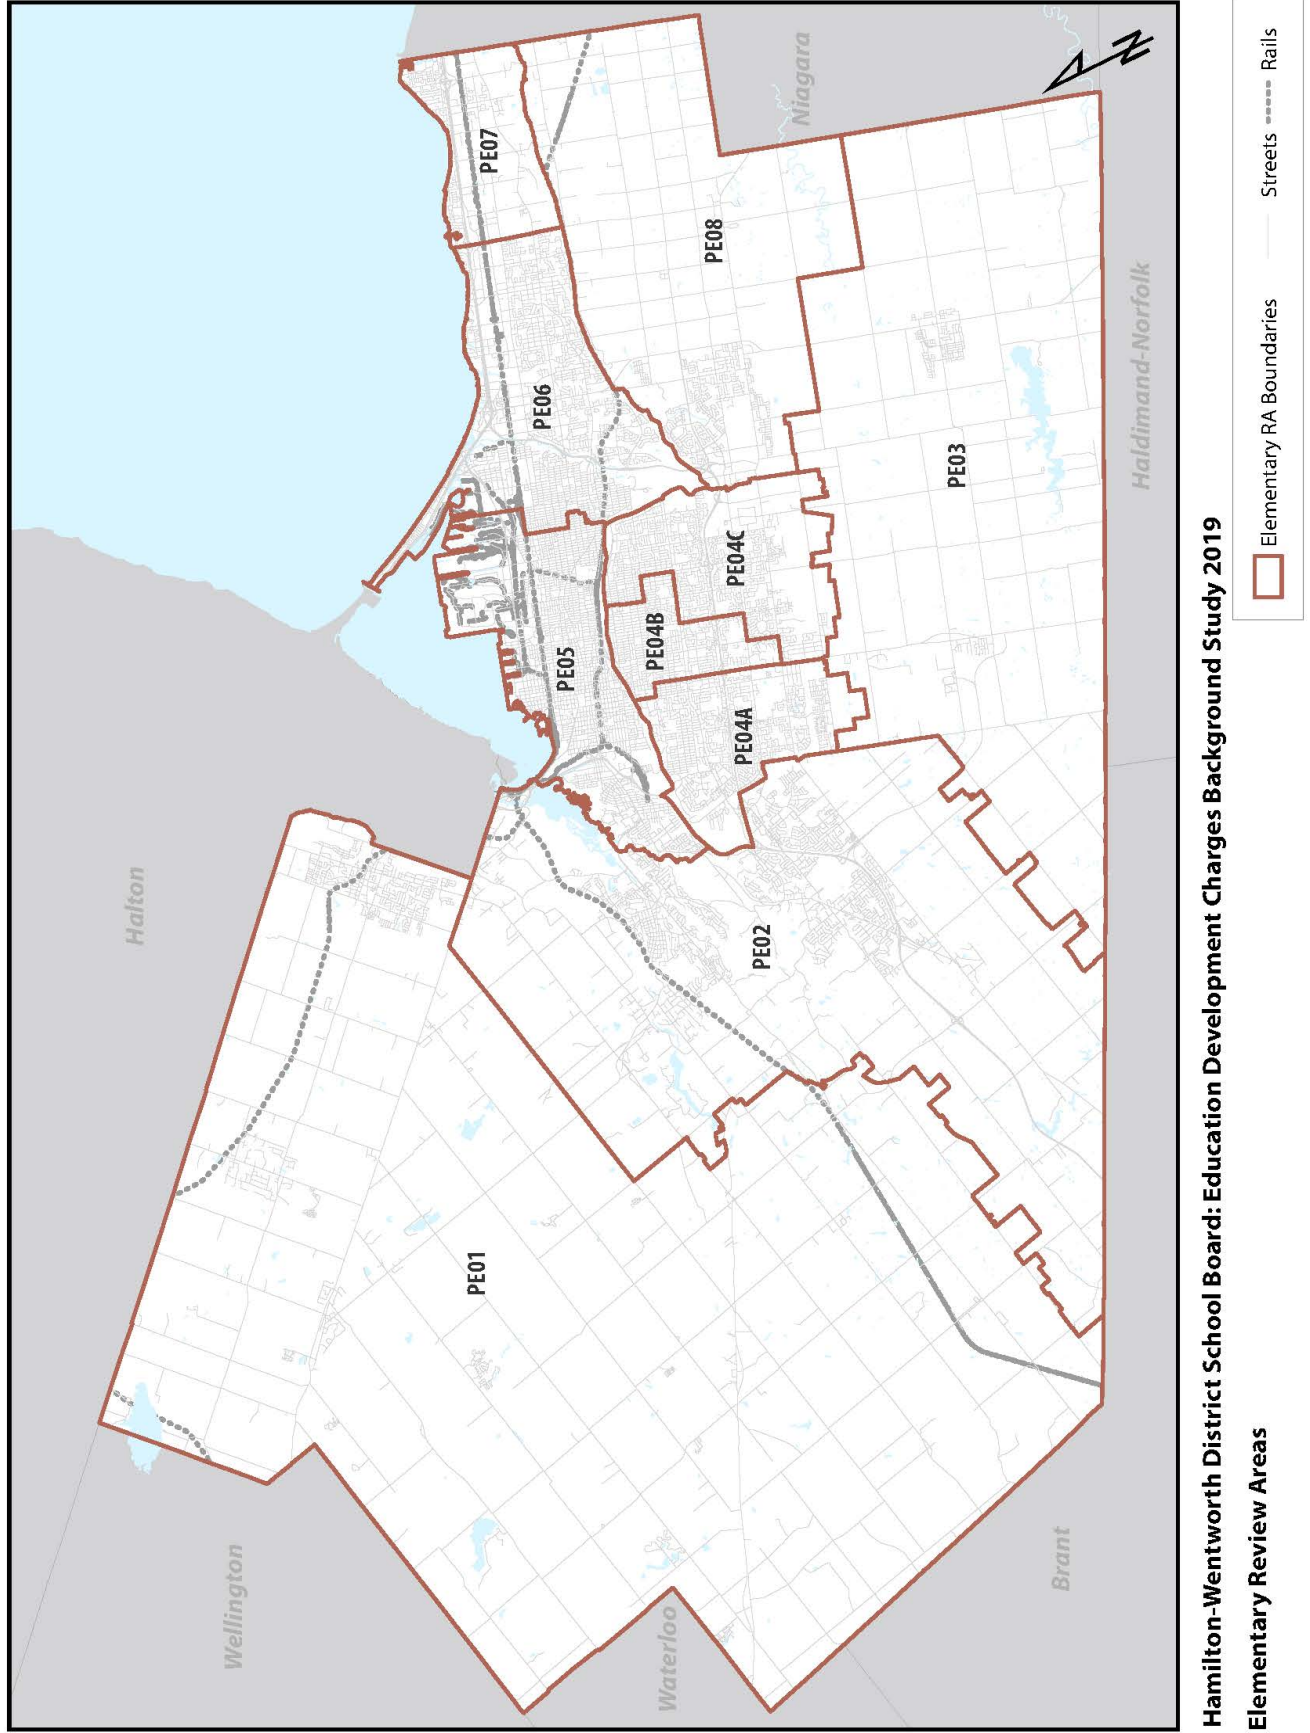 Halton
Wellington
Waterloo
Brant
Haldimand-Norfolk
Niagara
PE01
PE02
PE03
PE04A
PE04B
PE04C
PE05
PE06
PE07
PE08
N
Hamilton-Wentworth District School Board: Education Development Charges Background Study 2019
Elementary Review Areas
Elementary RA Boundaries Streets Rails